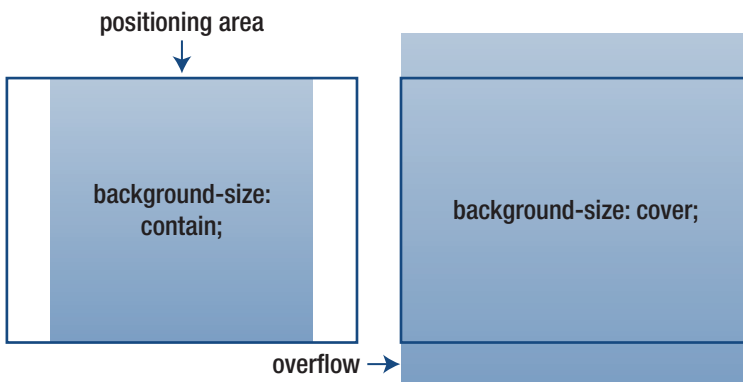 positioning area
background-size:
contain;
background-size: cover;
overflow